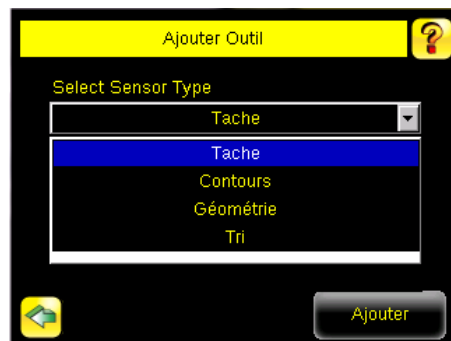 Ajouter Outil
?
Select Sensor Type
Tache
Tache
Contours
Géométrie
Tri
Ajouter